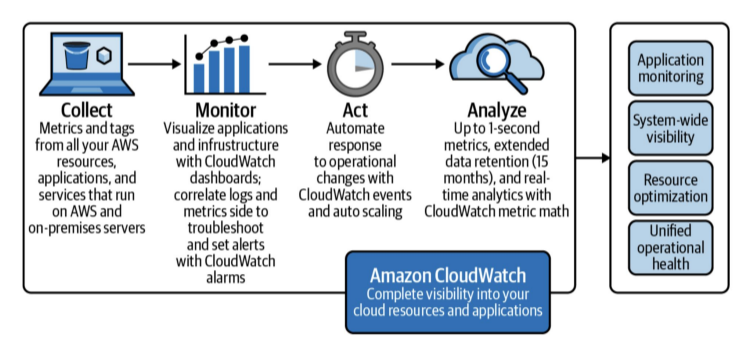 Collect
Metrics and tags
from all your AWS
resources,
applications, and
services that run
on AWS and
on-premises servers
Monitor
Visualize applications
and infrustructure
with CloudWatch
dashboards;
correlate logs and
metrics side to
troubleshoot
and set alerts
with CloudWatch
alarms
Act
Automate
response
to operational
changes with
CloudWatch events
and auto scaling
Analyze
Up to 1-second
metrics, extended
data retention (15
months), and real-
time analytics with
CloudWatch metric math
Amazon CloudWatch
Complete visibility into your
cloud resources and applications
Application
monitoring
System-wide
visibility
Resource
optimization
Unified
operational
health